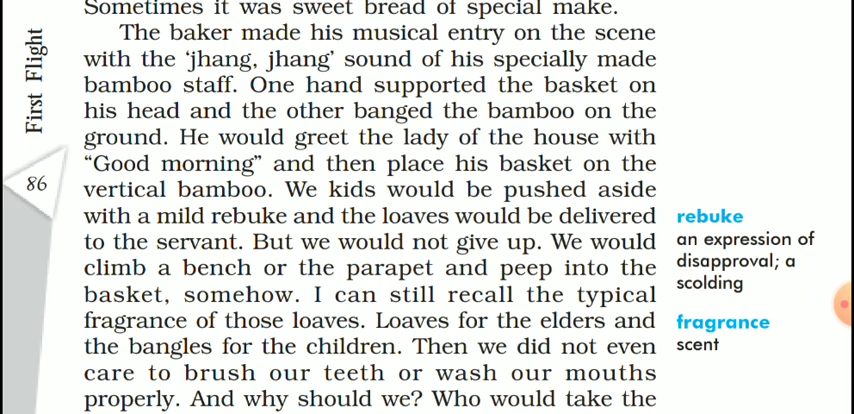 Sometimes it was sweet bread of special make.
The baker made his musical entry on the scene
with the ‘jhang, jhang’ sound of his specially made
bamboo staff. One hand supported the basket on
his head and the other banged the bamboo on the
ground. He would greet the lady of the house with
“Good morning” and then place his basket on the
vertical bamboo. We kids would be pushed aside
with a mild rebuke and the loaves would be delivered
to the servant. But we would not give up. We would
climb a bench or the parapet and peep into the
basket, somehow. I can still recall the typical
fragrance of those loaves. Loaves for the elders and
the bangles for the children. Then we did not even
care to brush our teeth or wash our mouths
properly. And why should we? Who would take the
First Flight
86
rebuke
an expression of
disapproval; a
scolding
fragrance
scent